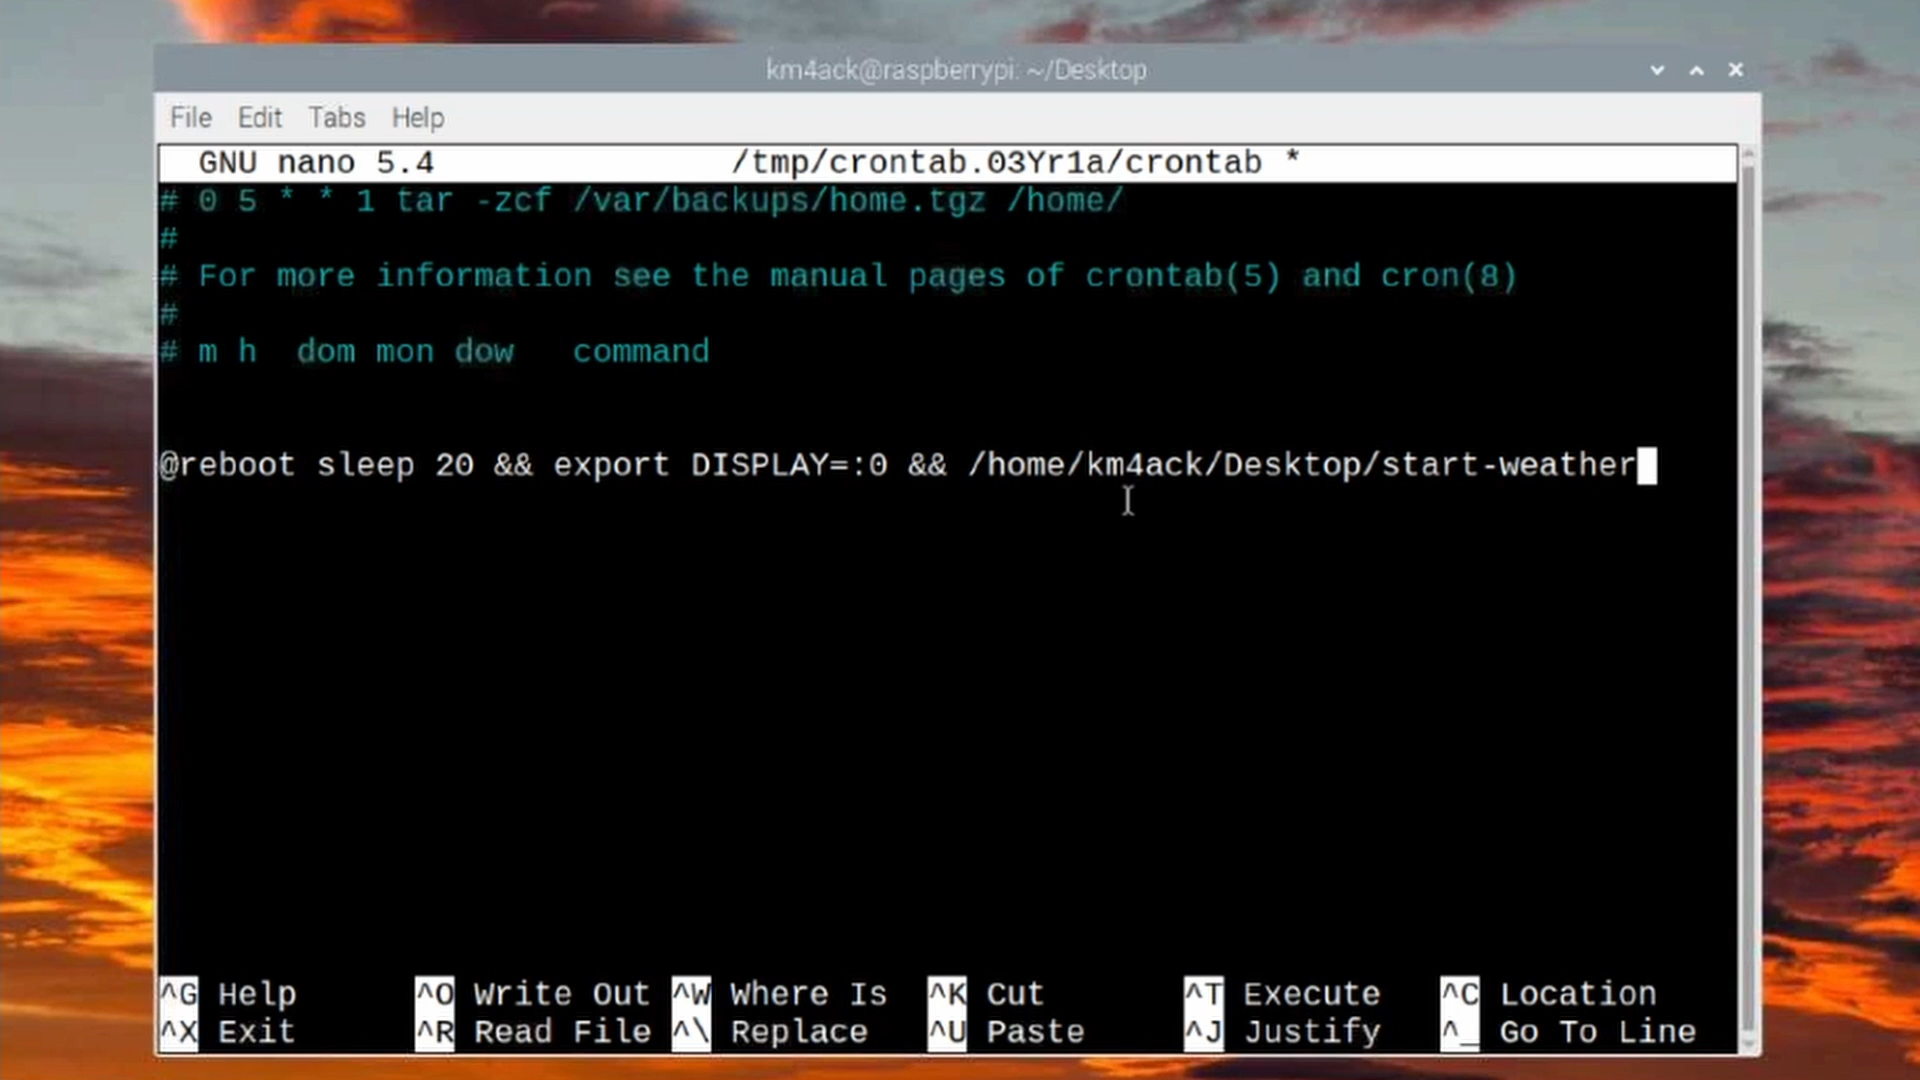 km4ack@raspberrypi: ~/Desktop
File Edit Tabs Help
GNU nano 5.4 /tmp/crontab.03Yr1a/crontab *
# 0 5 * * 1 tar -zcf /var/backups/home.tgz /home/
#
# For more information see the manual pages of crontab(5) and cron(8)
#
# m h  dom mon dow   command
@reboot sleep 20 && export DISPLAY=:0 && /home/km4ack/Desktop/start-weather
^G Help ^O Write Out ^W Where Is ^K Cut ^T Execute ^C Location
^X Exit ^R Read File ^\ Replace ^U Paste ^J Justify ^_ Go To Line